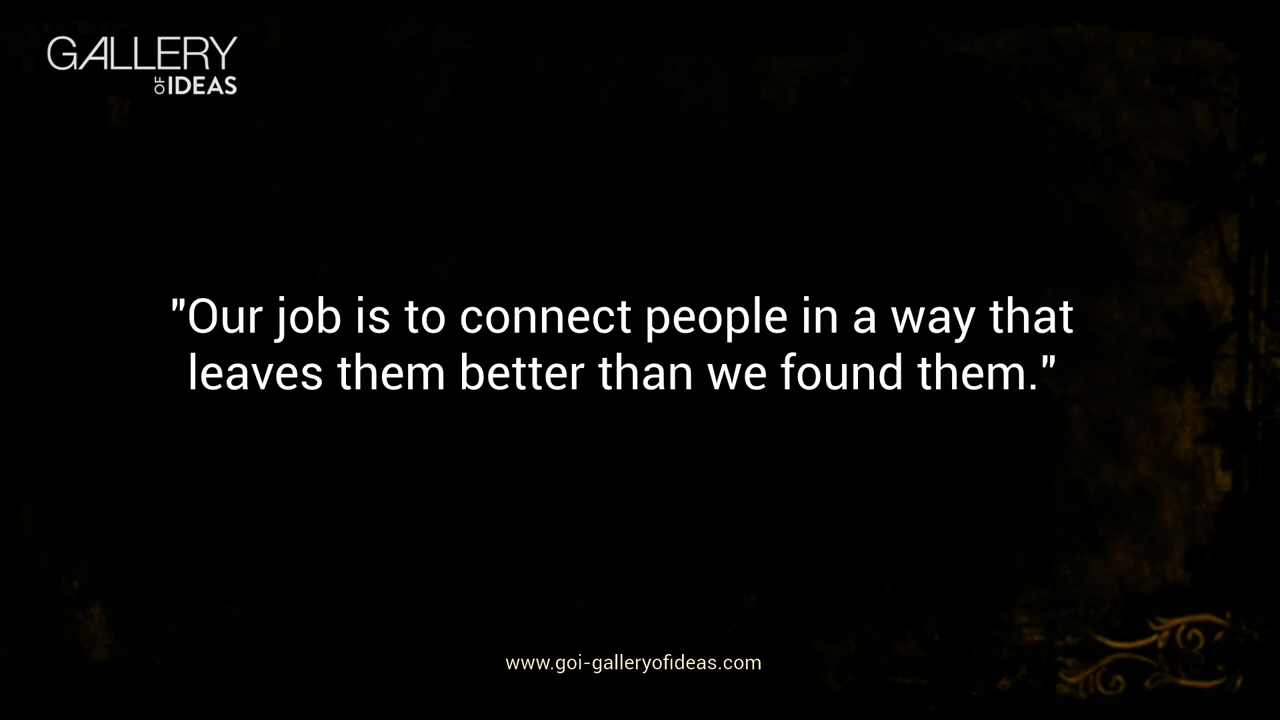 GALLERY
OF IDEAS
"Our job is to connect people in a way that
leaves them better than we found them."
www.goi-galleryofideas.com